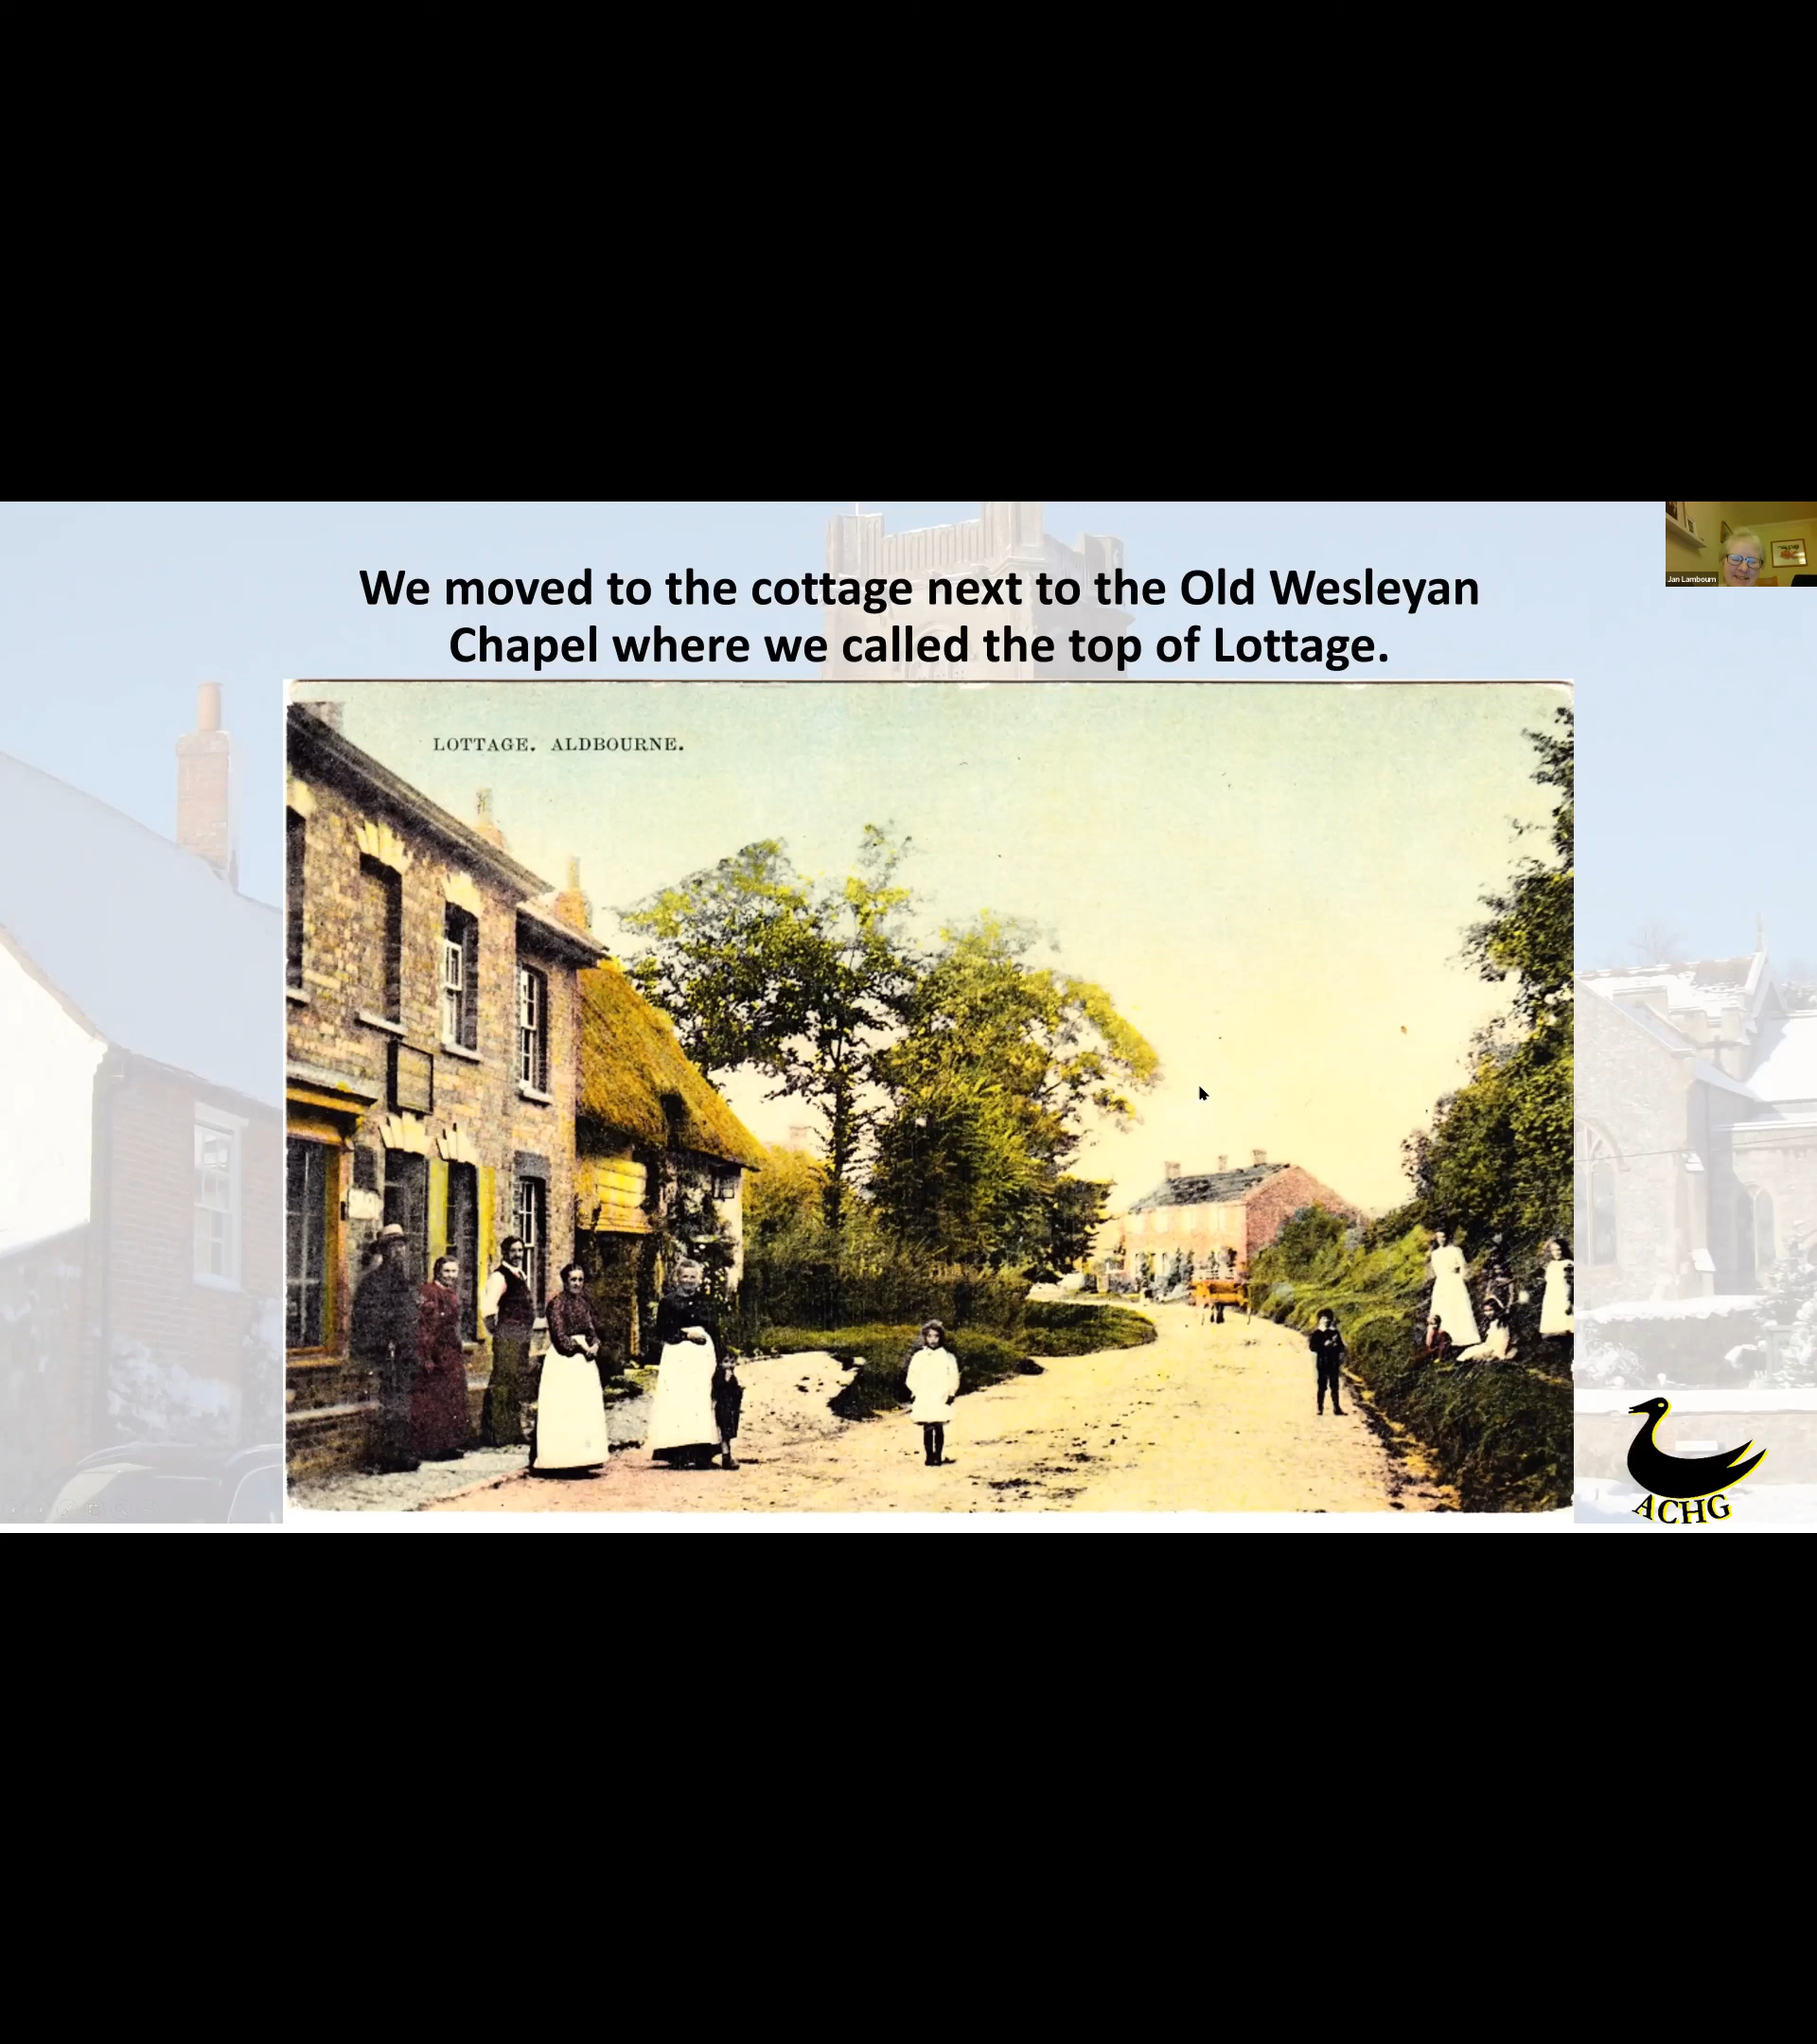 We moved to the cottage next to the Old Wesleyan
Chapel where we called the top of Lottage.
Jan Lambourn
LOTTAGE. ALDBOURNE.
ACHG